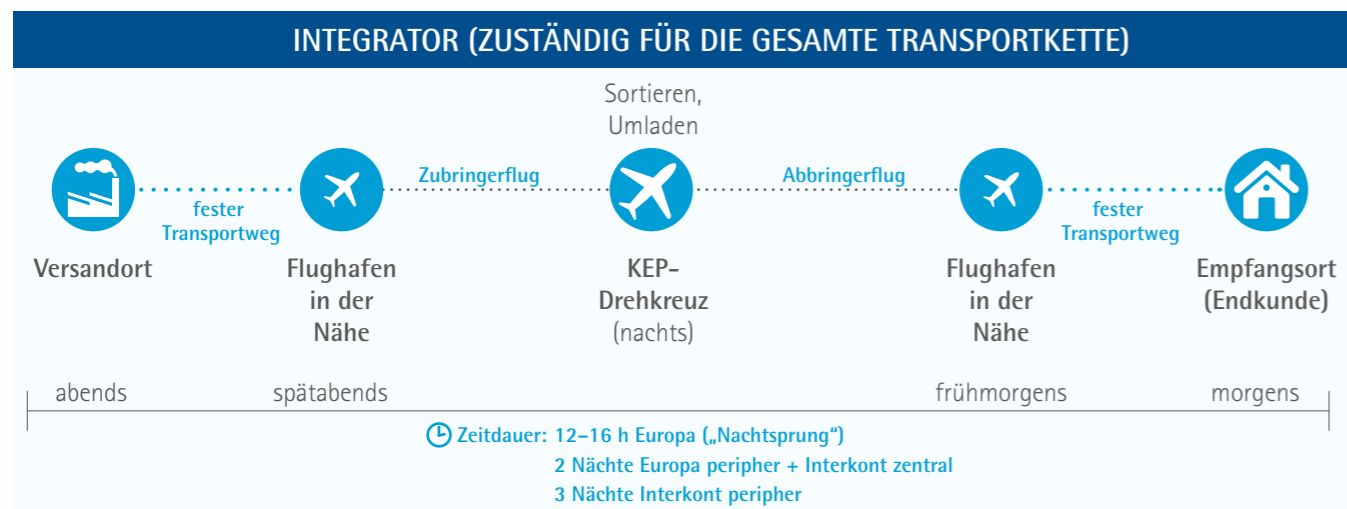 INTEGRATOR (ZUSTÄNDIG FÜR DIE GESAMTE TRANSPORTKETTE)
Sortieren,
Umladen
Zubringerflug
Abbringerflug
fester
Transportweg
fester
Transportweg
Versandort
Flughafen
in der
Nähe
KEP-
Drehkreuz
(nachts)
Flughafen
in der
Nähe
Empfangsort
(Endkunde)
abends
spätabends
frühmorgens
morgens
Zeitdauer: 12–16 h Europa („Nachtsprung“)
2 Nächte Europa peripher + Interkont zentral
3 Nächte Interkont peripher